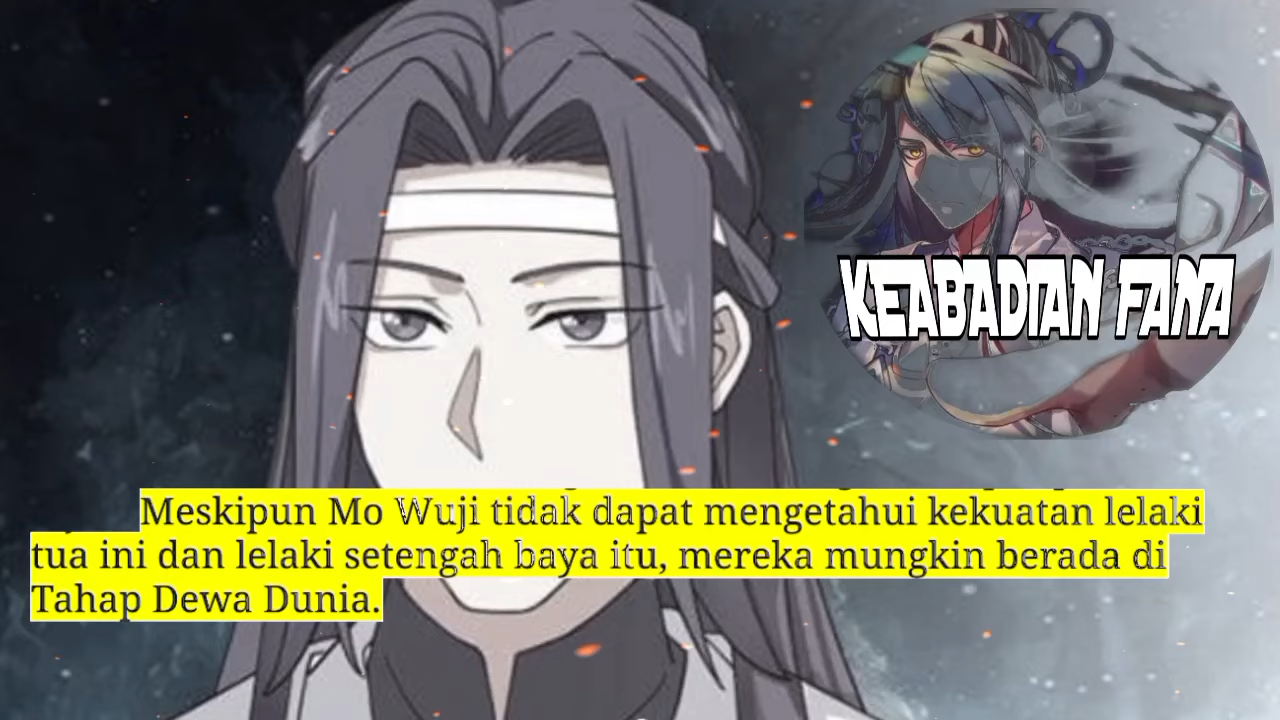 KEABADIAN FANA
Meskipun Mo Wuji tidak dapat mengetahui kekuatan lelaki
tua ini dan lelaki setengah baya itu, mereka mungkin berada di
Tahap Dewa Dunia.